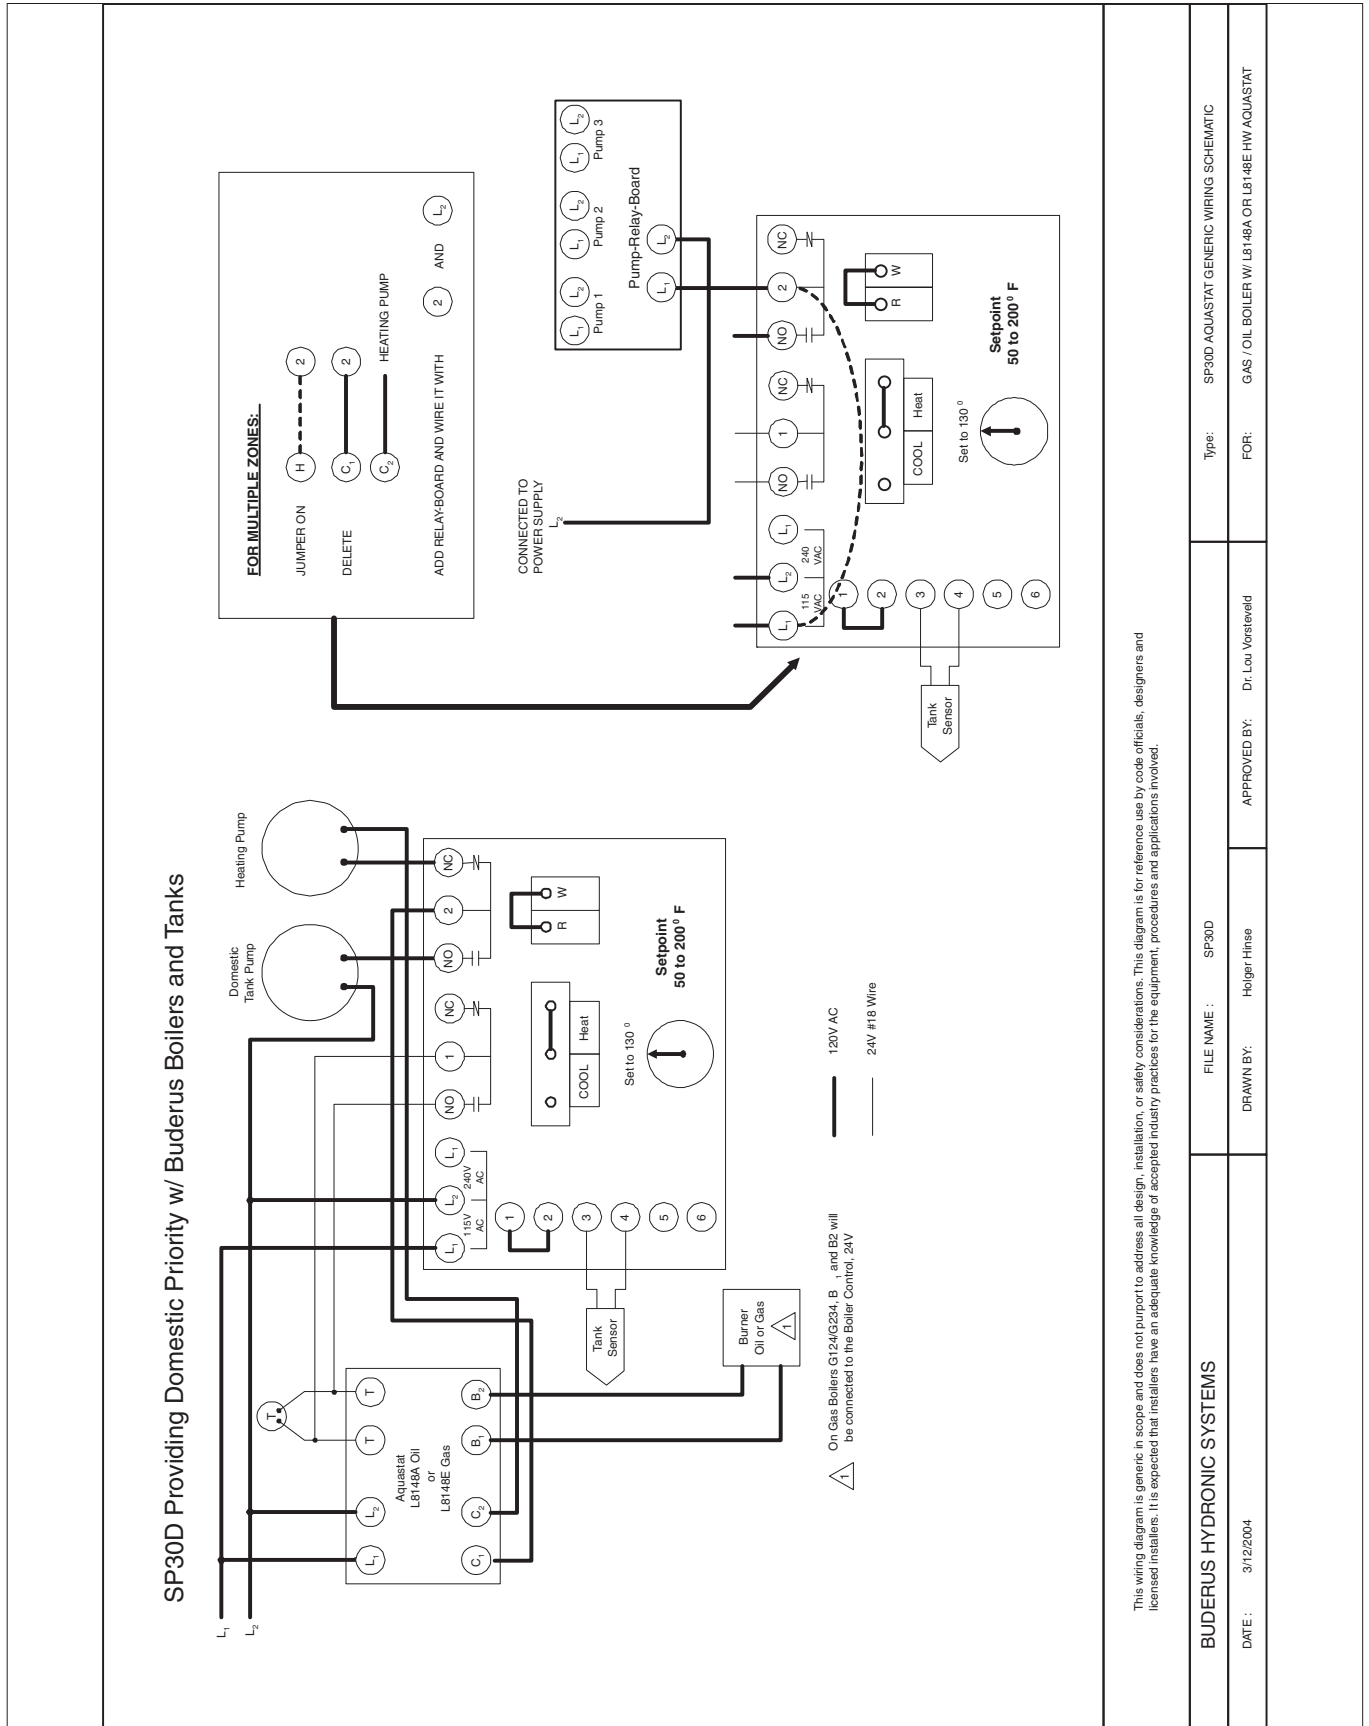 SP30D Providing Domestic Priority w/ Buderus Boilers and Tanks
L1
L2
T
Domestic
Tank Pump
Heating Pump
L1
L2
T
T
Aquastat
L8148A Oil
or
L8148E Gas
C1
C2
B1
B2
L1
L2
L1
NO
1
NC
NO
2
NC
115V
AC
240V
AC
1
2
3
4
5
6
COOL
Heat
R
W
Set to 130 0
Setpoint
50 to 200 0 F
Tank
Sensor
Burner
Oil or Gas
1
1
On Gas Boilers G124/G234, B 1 and B2 will
be connected to the Boiler Control, 24V
120V AC
24V #18 Wire
FOR MULTIPLE ZONES:
JUMPER ON
H
2
DELETE
C1
2
C2
HEATING PUMP
ADD RELAY-BOARD AND WIRE IT WITH
2
AND
L2
CONNECTED TO
POWER SUPPLY
L2
L1
L2
L1
L2
L1
L2
Pump 1
Pump 2
Pump 3
Pump-Relay-Board
L1
L2
L1
L2
L1
NO
1
NC
NO
2
NC
115
VAC
240
VAC
1
2
3
4
5
6
COOL
Heat
R
W
Set to 130 0
Setpoint
50 to 200 0 F
Tank
Sensor
This wiring diagram is generic in scope and does not purport to address all design, installation, or safety considerations. This diagram is for reference use by code officials, designers and
licensed installers. It is expected that installers have an adequate knowledge of accepted industry practices for the equipment, procedures and applications involved.
BUDERUS HYDRONIC SYSTEMS
FILE NAME : SP30D
Type: SP30D AQUASTAT GENERIC WIRING SCHEMATIC
DATE : 3/12/2004
DRAWN BY: Holger Hinse
APPROVED BY: Dr. Lou Vorsteveld
FOR: GAS / OIL BOILER W/ L8148A OR L8148E HW AQUASTAT